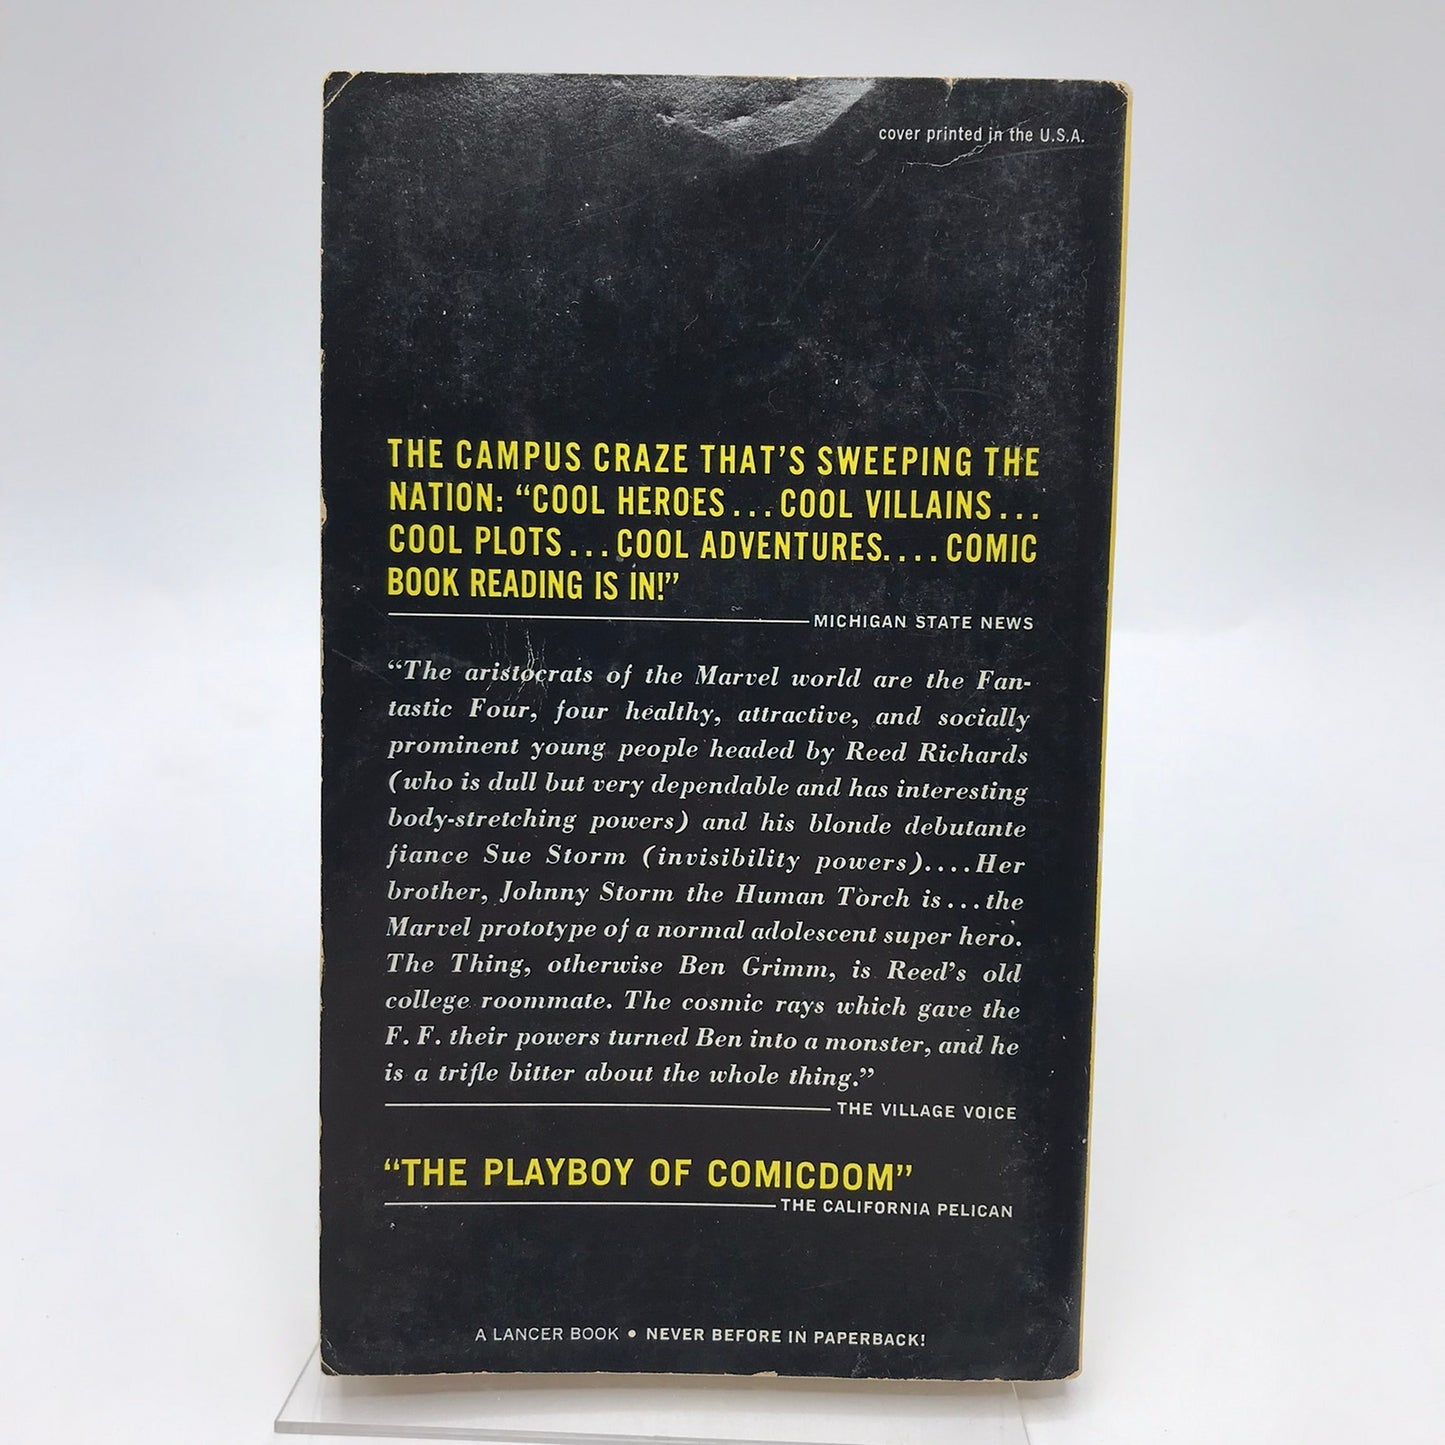 cover printed in the U.S.A.
THE CAMPUS CRAZE THAT'S SWEEPING THE
NATION: “COOL HEROES...COOL VILLAINS...
COOL PLOTS...COOL ADVENTURES....COMIC
BOOK READING IS IN!”
MICHIGAN STATE NEWS
“The aristocrats of the Marvel world are the Fan-
tastic Four, four healthy, attractive, and socially
prominent young people headed by Reed Richards
(who is dull but very dependable and has interesting
body-stretching powers) and his blonde debutante
fiance Sue Storm (invisibility powers)....Her
brother, Johnny Storm the Human Torch is...the
Marvel prototype of a normal adolescent super hero.
The Thing, otherwise Ben Grimm, is Reed's old
college roommate. The cosmic rays which gave the
F. F. their powers turned Ben into a monster, and he
is a trifle bitter about the whole thing.”
THE VILLAGE VOICE
“THE PLAYBOY OF COMICDOM”
THE CALIFORNIA PELICAN
A LANCER BOOK • NEVER BEFORE IN PAPERBACK!